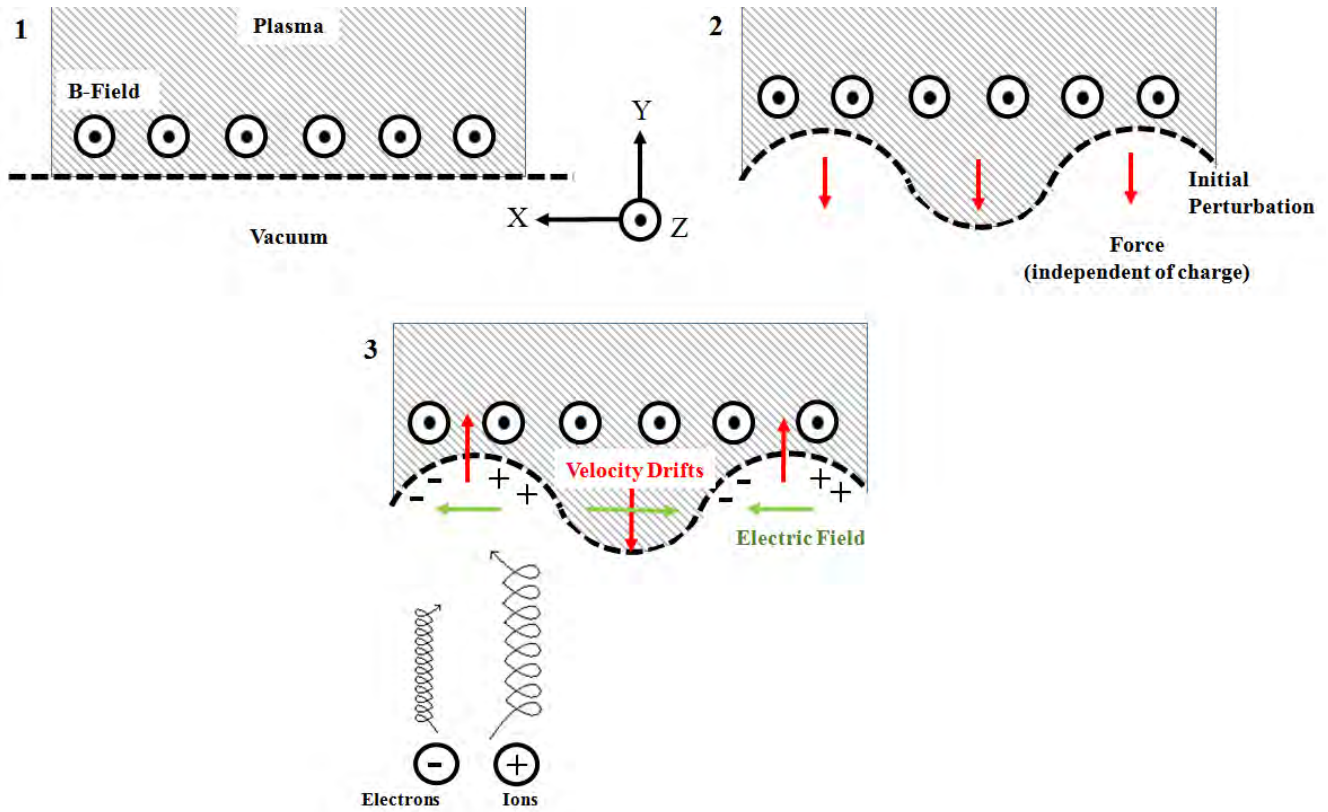 1
Plasma
B-Field
Vacuum
Y
X
Z
2
Initial
Perturbation
Force
(independent of charge)
3
Velocity Drifts
- - + +
- + +
- +
-
Electric Field
-
+
Electrons
Ions